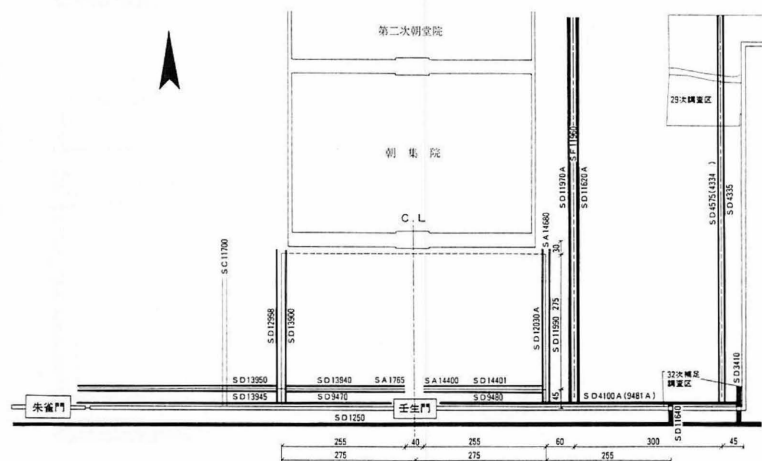 第二次朝堂院
29次調査区
朝集院
C.L
SD11970A
SF11960
SD11620A
SD4575(4334)
SD4335
SA14680
SC11700
30
275
45
SD12958
SD13900
SD12030A
SD11990
32次補足
調査区
SD3410
SD13950
SD13940
SA1765
SA14400
SD14401
SD13945
SD9470
SD9480
SD4100A(9481A)
朱雀門
壬生門
SD1250
SD11640
255
40
255
60
300
45
275
275
255